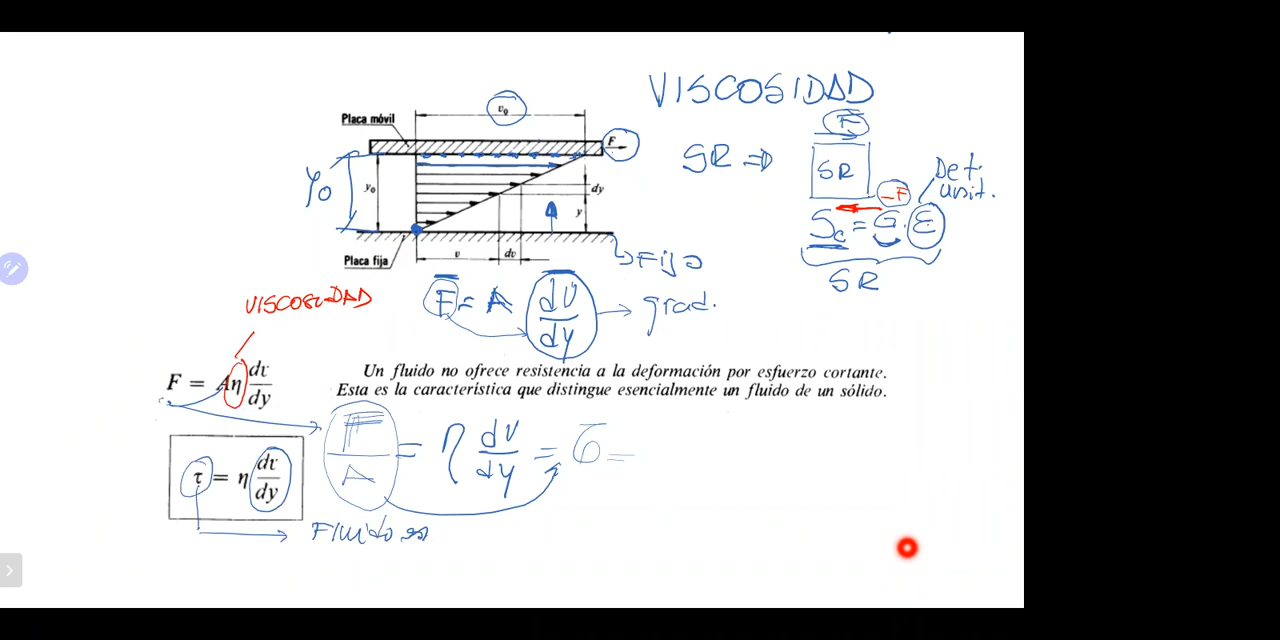 VISCOSIDAD
v₀
Placa móvil
F
F
SR ⇒
SR
Def.
unit.
y₀
y₀
dy
y
-F
Sc = G · ε
SR
Placa fija
v
dv
Fijo
VISCOSIDAD
F = A dv/dy → grad.
F = Aη dv/dy
Un fluido no ofrece resistencia a la deformación por esfuerzo cortante.
Esta es la característica que distingue esencialmente un fluido de un sólido.
F/A = η dv/dy = τ =
τ = η dv/dy
Fluido